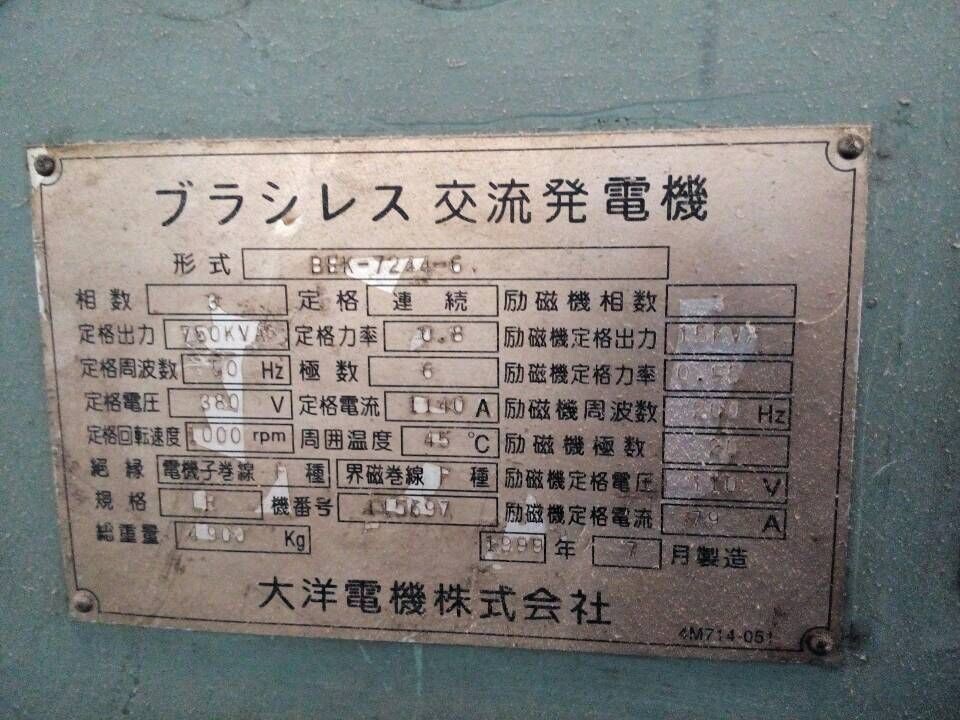 ブラシレス 交流発電機
形式 BEK-7244-6
相数 3 定格 連続 励磁機相数
定格出力 750KVA 定格力率 0.8 励磁機定格出力 15KVA
定格周波数 50 Hz 極数 6 励磁機定格力率
定格電圧 380 V 定格電流 1140 A 励磁機周波数 Hz
定格回転速度 1000 rpm 周囲温度 45 ℃ 励磁機極数
絶縁 電機子巻線 種 界磁巻線 F 種 励磁機定格電圧 110 V
規格 機番号 励磁機定格電流 79 A
総重量 4900 Kg 1999 年 7 月製造
大洋電機株式会社
4M714-051